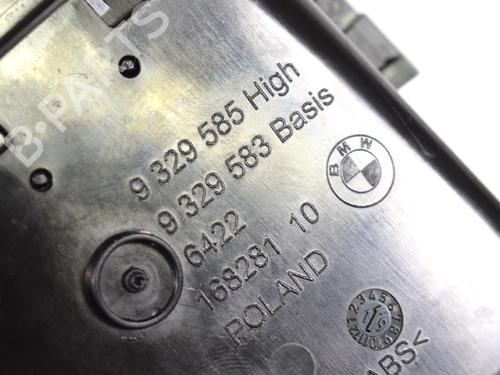 B-PARTS
9 329 585 High
9 329 583 Basis
6422
168281 10
POLAND
BMW
ABS<